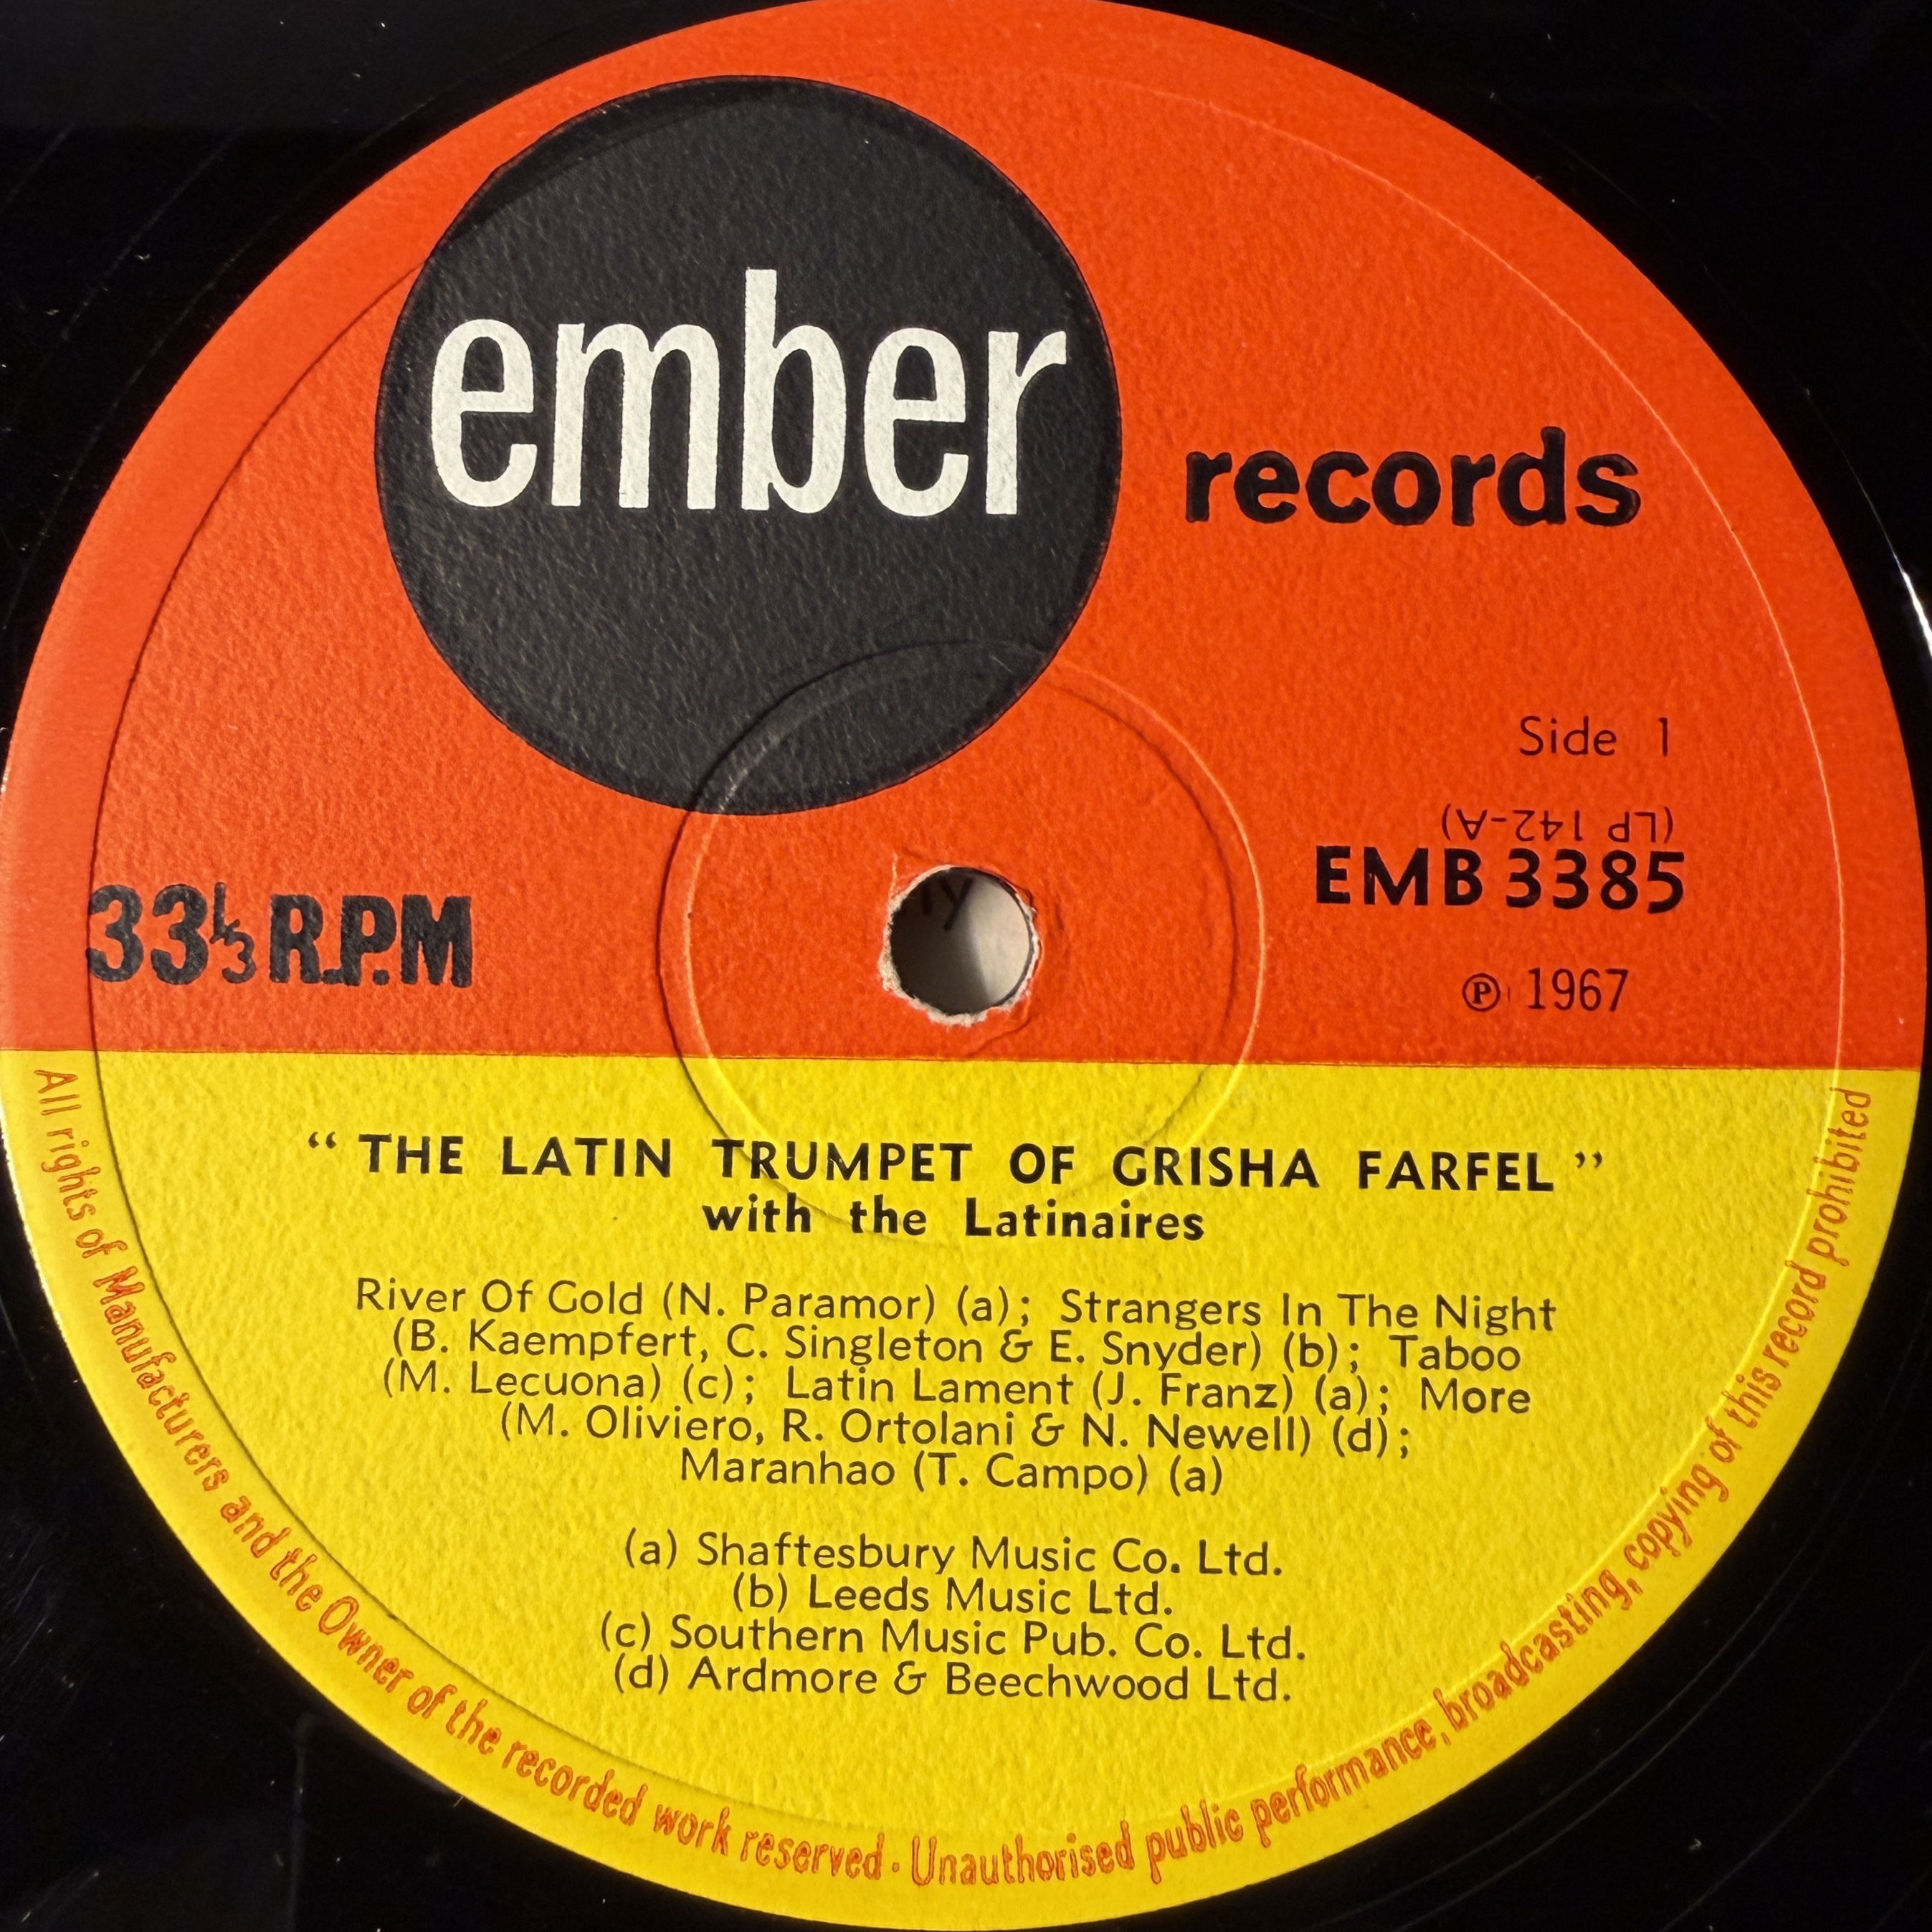 ember
records
Side 1
(LP 142-A)
EMB 3385
℗ 1967
33⅓ R.P.M
“ THE LATIN TRUMPET OF GRISHA FARFEL ”
with the Latinaires
River Of Gold (N. Paramor) (a); Strangers In The Night
(B. Kaempfert, C. Singleton & E. Snyder) (b); Taboo
(M. Lecuona) (c); Latin Lament (J. Franz) (a); More
(M. Oliviero, R. Ortolani & N. Newell) (d);
Maranhao (T. Campo) (a)
(a) Shaftesbury Music Co. Ltd.
(b) Leeds Music Ltd.
(c) Southern Music Pub. Co. Ltd.
(d) Ardmore & Beechwood Ltd.
All rights of Manufacturers and the Owner of the recorded work reserved · Unauthorised public performance, broadcasting, copying of this record prohibited